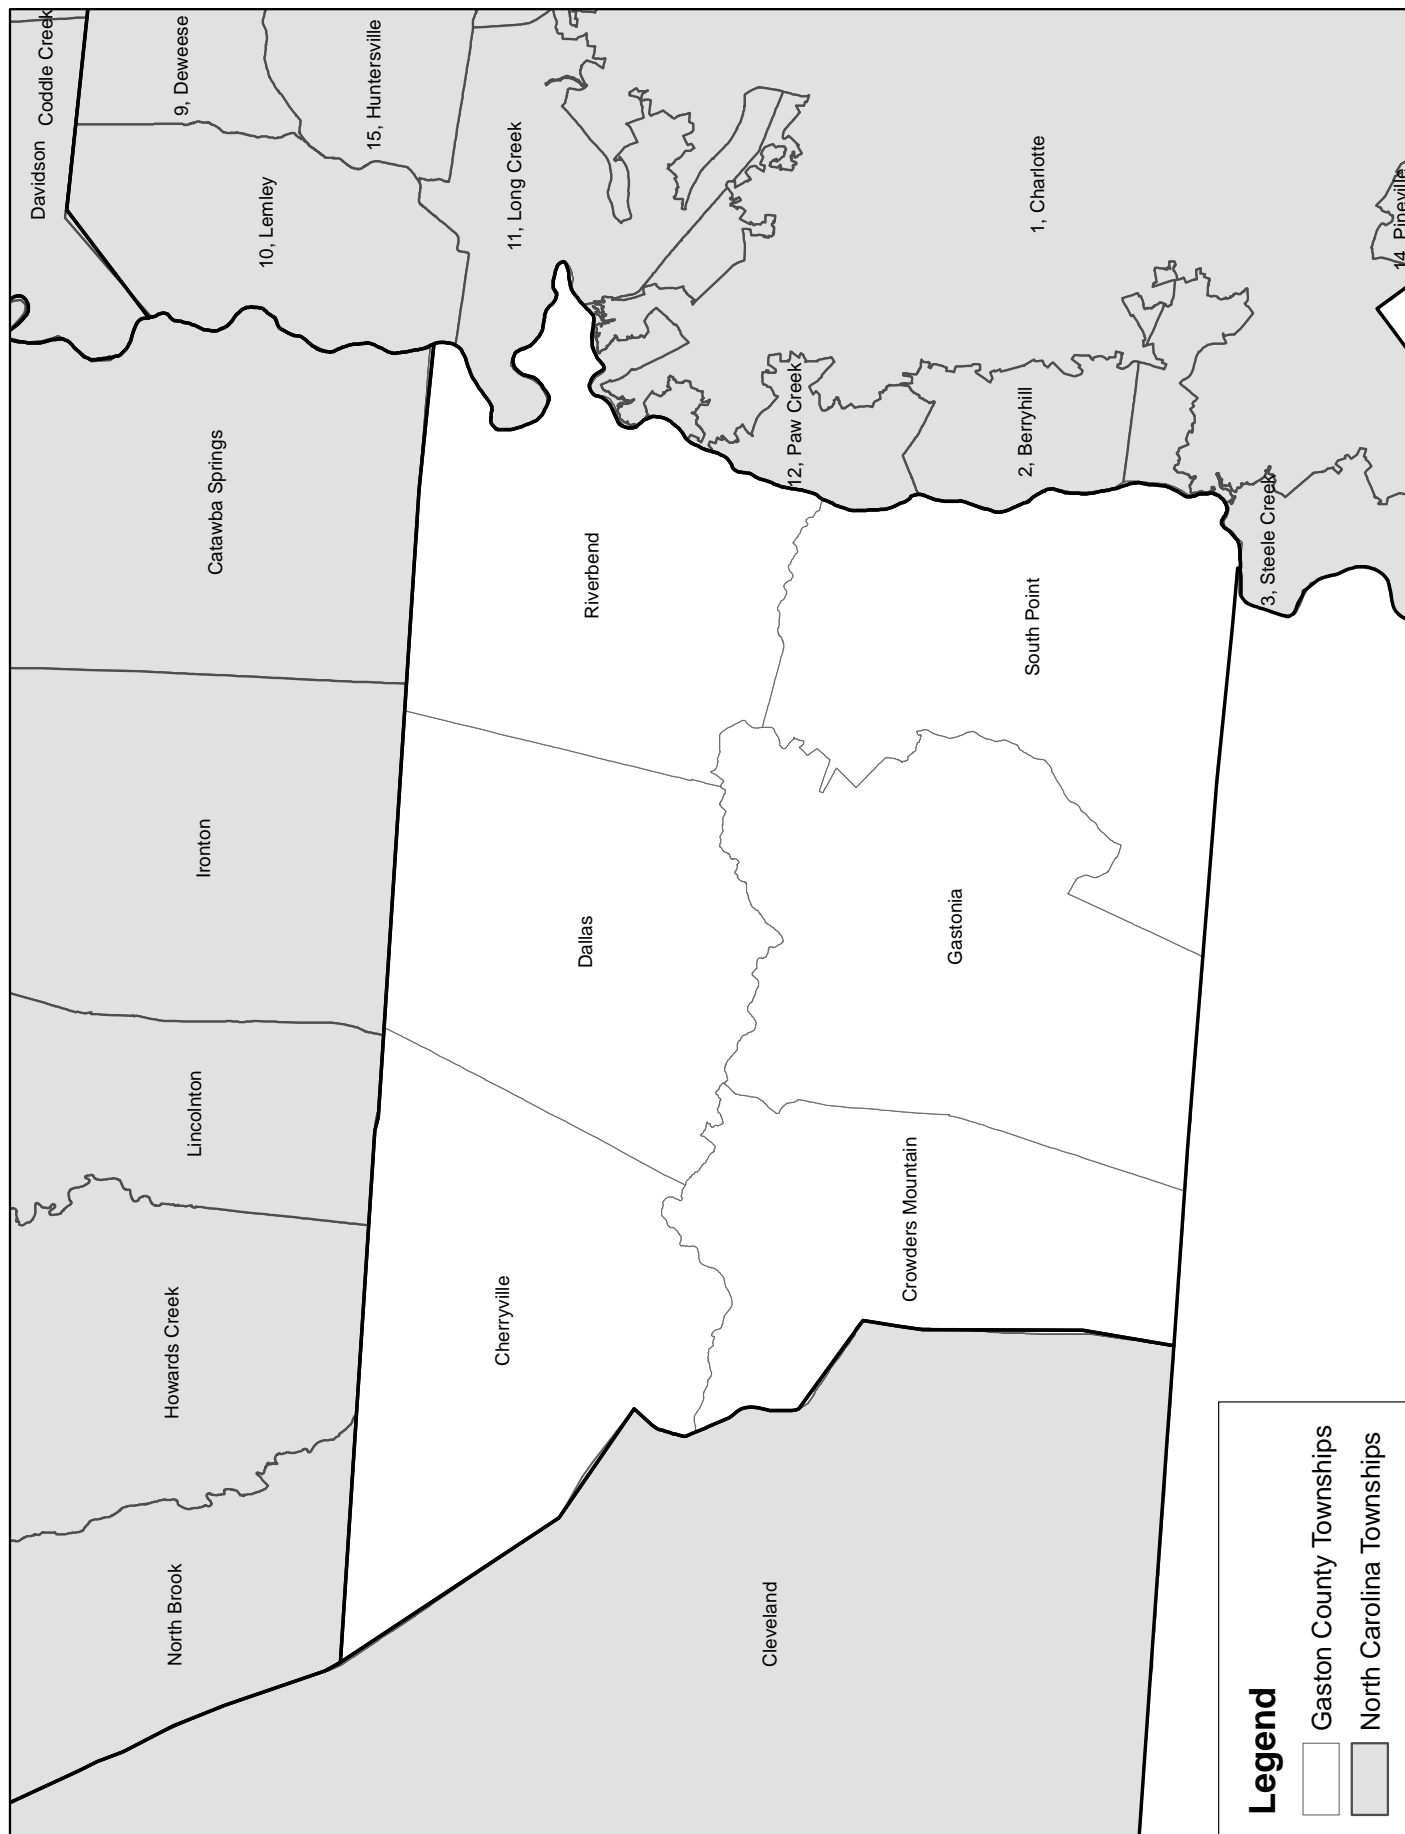 Davidson
Coddle Creek
9, Deweese
15, Huntersville
10, Lemley
11, Long Creek
1, Charlotte
14, Pineville
Catawba Springs
12, Paw Creek
2, Berryhill
3, Steele Creek
Riverbend
South Point
Ironton
Dallas
Gastonia
Lincolnton
Crowders Mountain
Howards Creek
Cherryville
North Brook
Cleveland
Legend
Gaston County Townships
North Carolina Townships